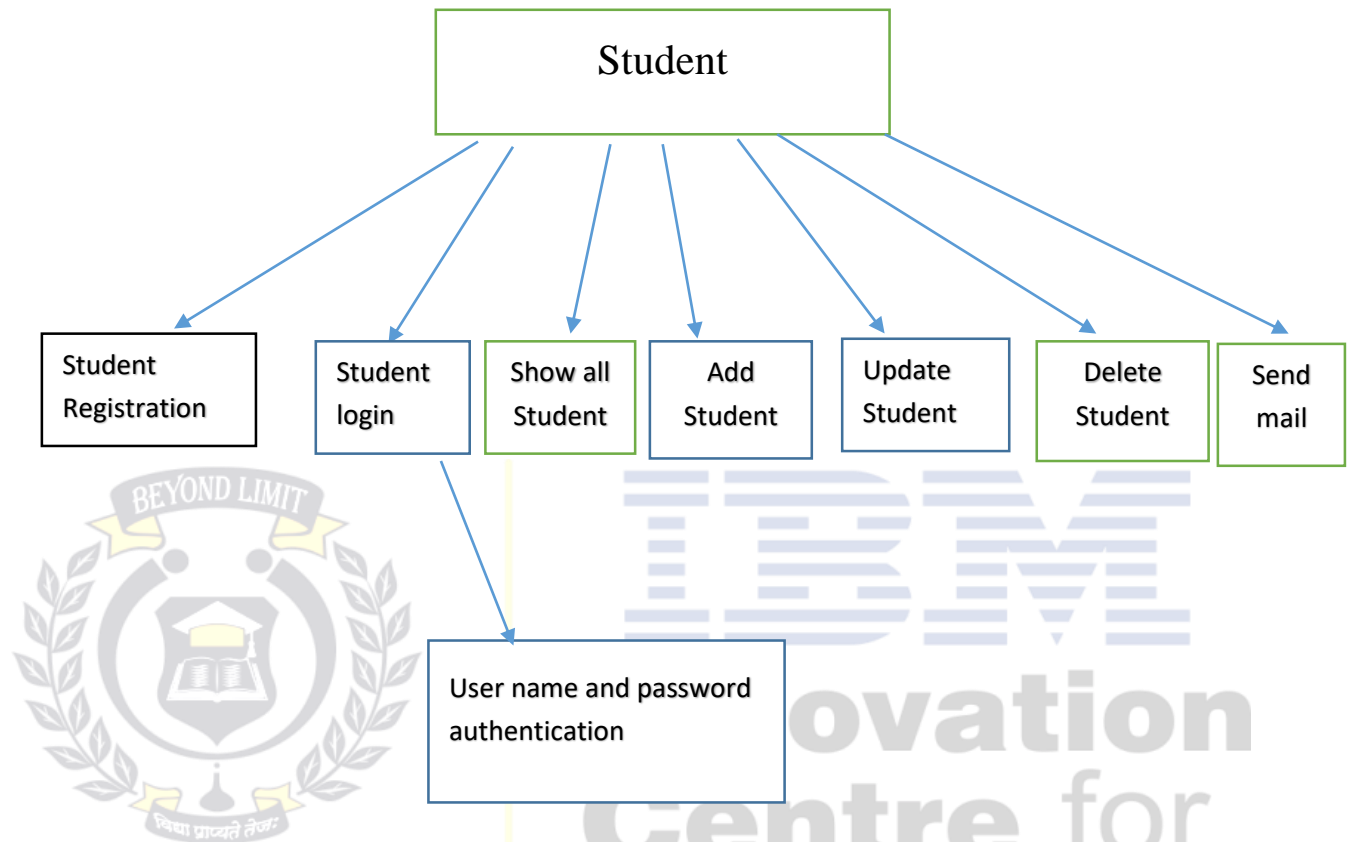 Student
Student
Registration
Student
login
Show all
Student
Add
Student
Update
Student
Delete
Student
Send
mail
BEYOND LIMIT
IBM
User name and password
authentication
ovation
Centre for
विद्या प्राप्यते तेजः